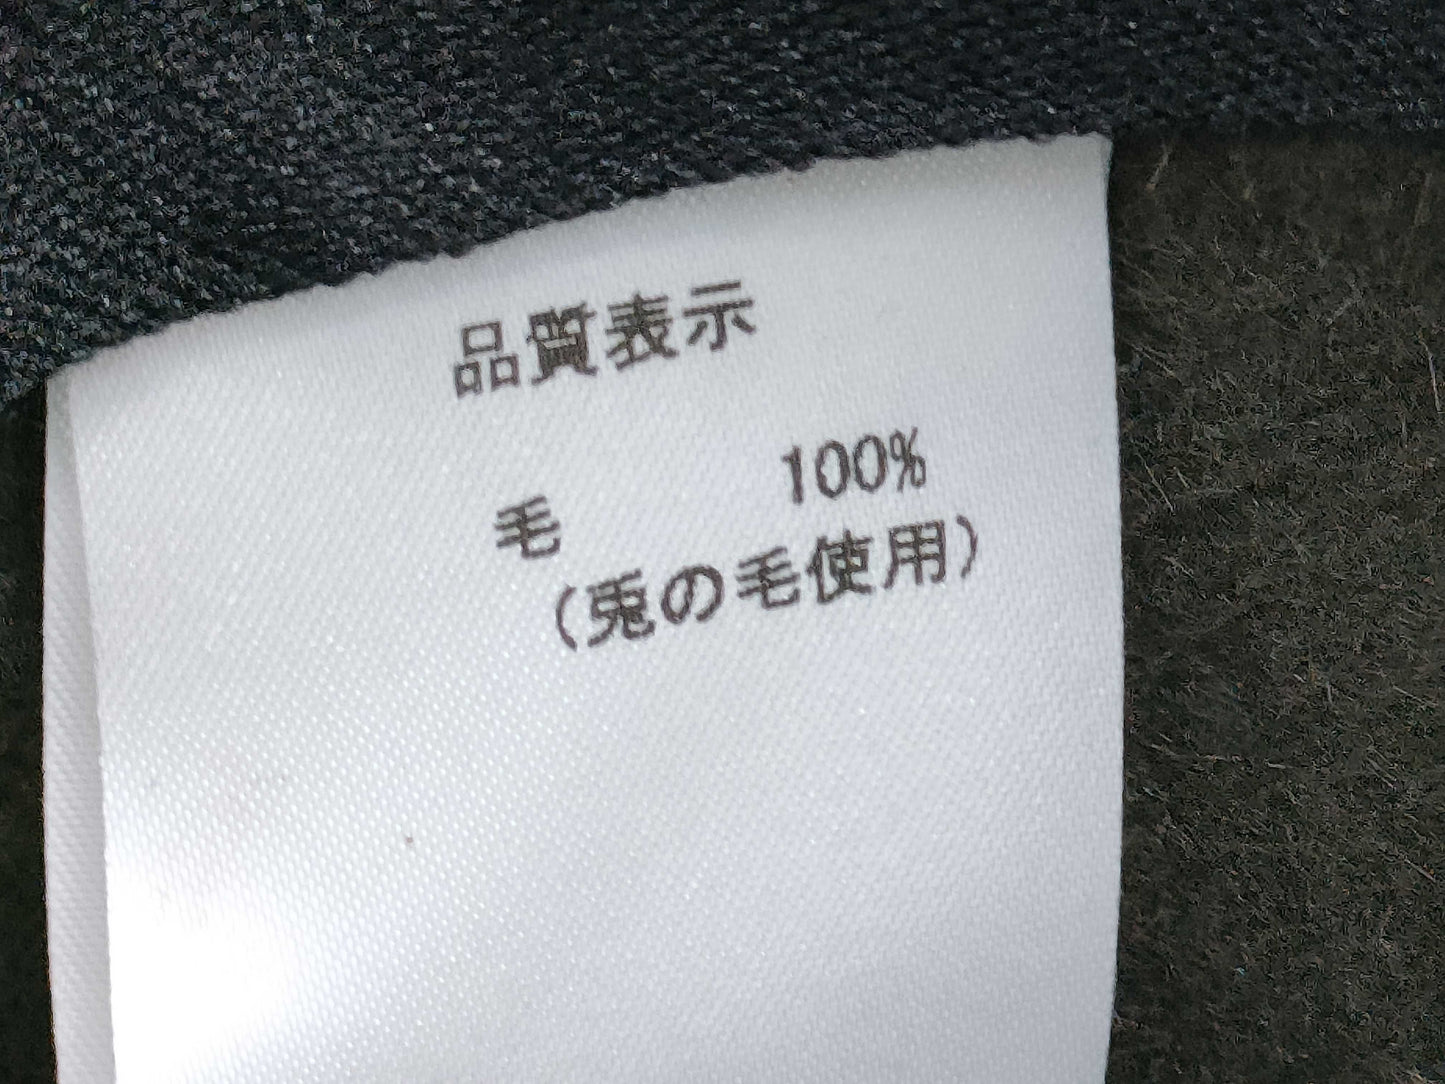 品質表示
毛 100%
(兎の毛使用)